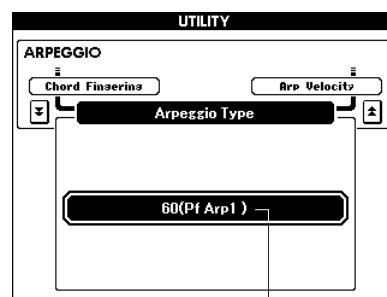 UTILITY
ARPEGGIO
Chord Fingering
Arp Velocity
Arpeggio Type
60(Pf Arp1 )